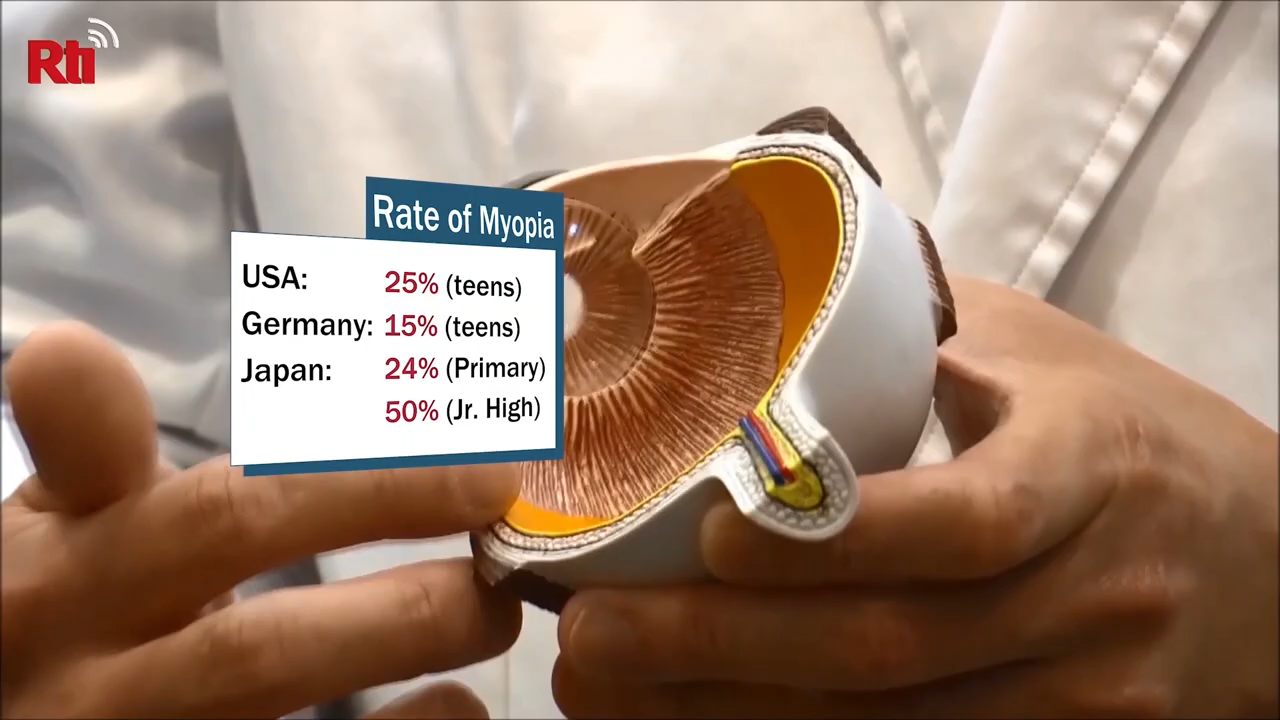 Rti
Rate of Myopia
USA: 25% (teens)
Germany: 15% (teens)
Japan: 24% (Primary)
50% (Jr. High)